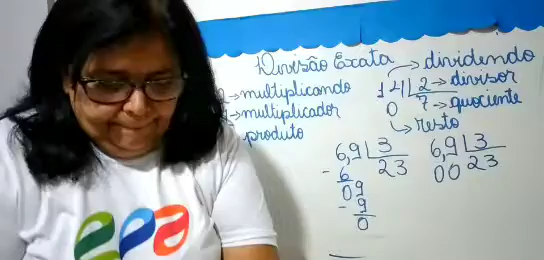 Divisão Exata → dividendo
→ multiplicando 14 | 2 → divisor
→ multiplicador 0 7 → quociente
→ produto → resto
6,9 | 3 6,9 | 3
- 6 23 00 23
09
- 9
0